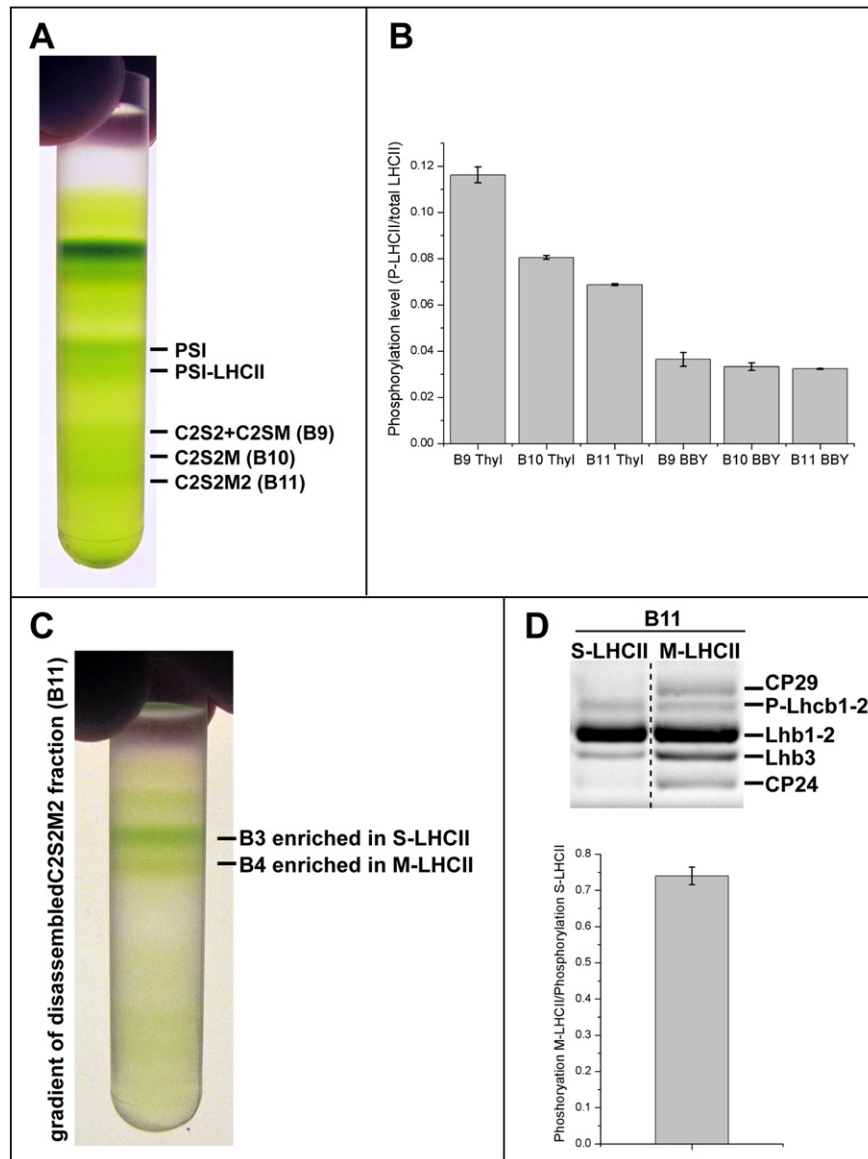 A
PSI
PSI-LHCII
C2S2+C2SM (B9)
C2S2M (B10)
C2S2M2 (B11)
B
Phosphorylation level (P-LHCII/total LHCII)
0.12
0.10
0.08
0.06
0.04
0.02
0.00
B9 Thyl
B10 Thyl
B11 Thyl
B9 BBY
B10 BBY
B11 BBY
C
gradient of disassembledC2S2M2 fraction (B11)
B3 enriched in S-LHCII
B4 enriched in M-LHCII
D
B11
S-LHCII M-LHCII
CP29
P-Lhcb1-2
Lhb1-2
Lhb3
CP24
Phoshoryation M-LHCII/Phosphorylation S-LHCII
0.8
0.7
0.6
0.5
0.4
0.3
0.2
0.1
0.0